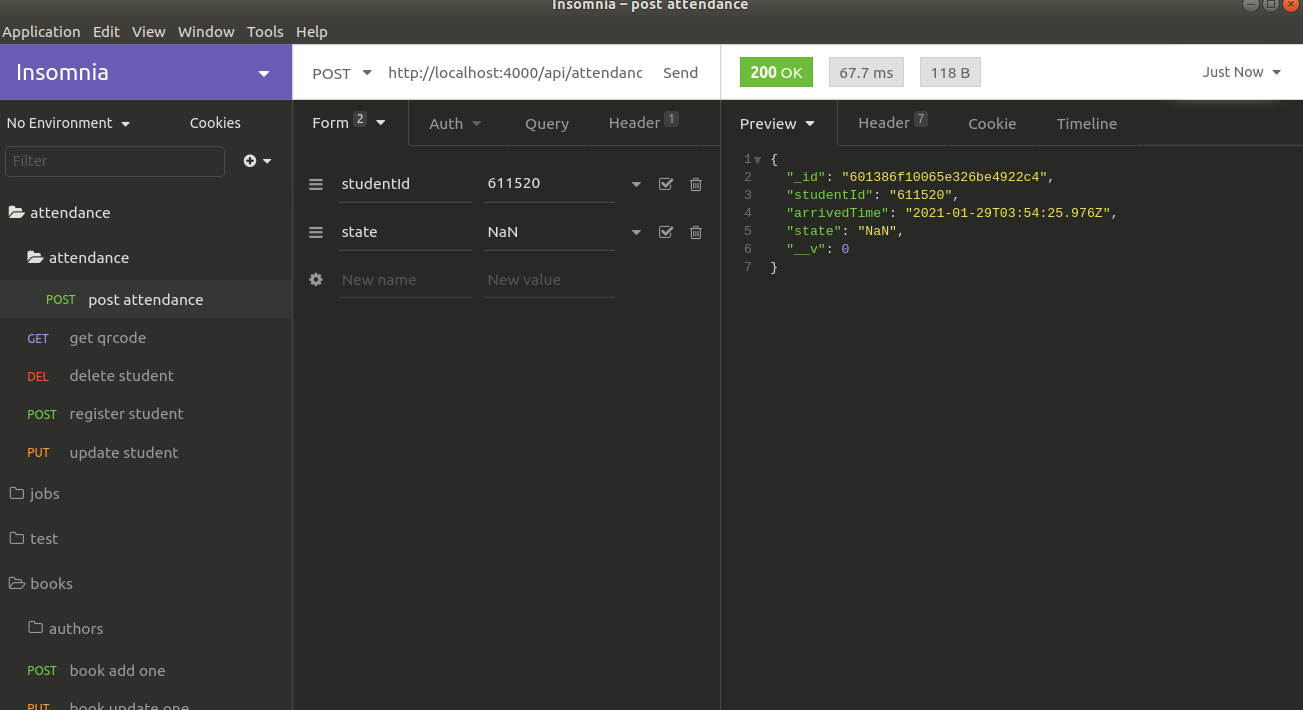 Insomnia – post attendance
Application Edit View Window Tools Help
Insomnia
POST http://localhost:4000/api/attendanc Send
200 OK 67.7 ms 118 B Just Now
No Environment Cookies
Filter
attendance
attendance
POST post attendance
GET get qrcode
DEL delete student
POST register student
PUT update student
jobs
test
books
authors
POST book add one
PUT book update one
Form 2 Auth Query Header 1
studentId 611520
state NaN
New name New value
Preview Header 7 Cookie Timeline
1 {
2 "_id": "601386f10065e326be4922c4",
3 "studentId": "611520",
4 "arrivedTime": "2021-01-29T03:54:25.976Z",
5 "state": "NaN",
6 "__v": 0
7 }